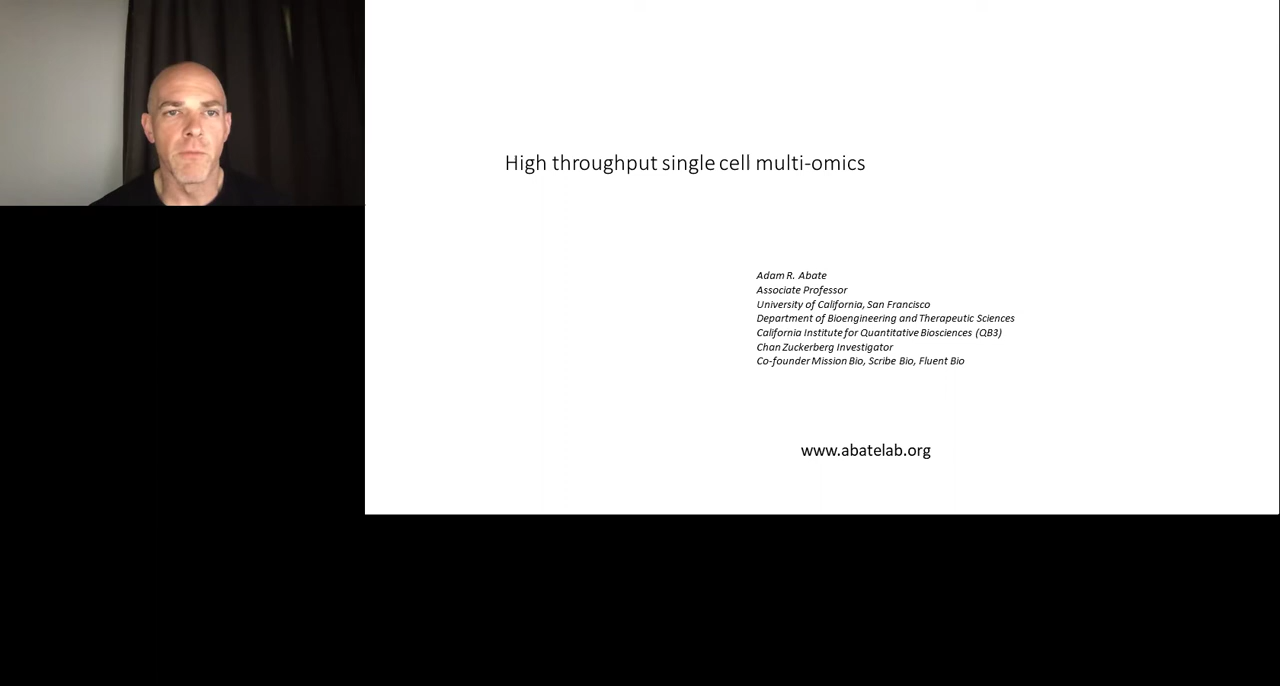 High throughput single cell multi-omics
Adam R. Abate
Associate Professor
University of California, San Francisco
Department of Bioengineering and Therapeutic Sciences
California Institute for Quantitative Biosciences (QB3)
Chan Zuckerberg Investigator
Co-founder Mission Bio, Scribe Bio, Fluent Bio
www.abatelab.org